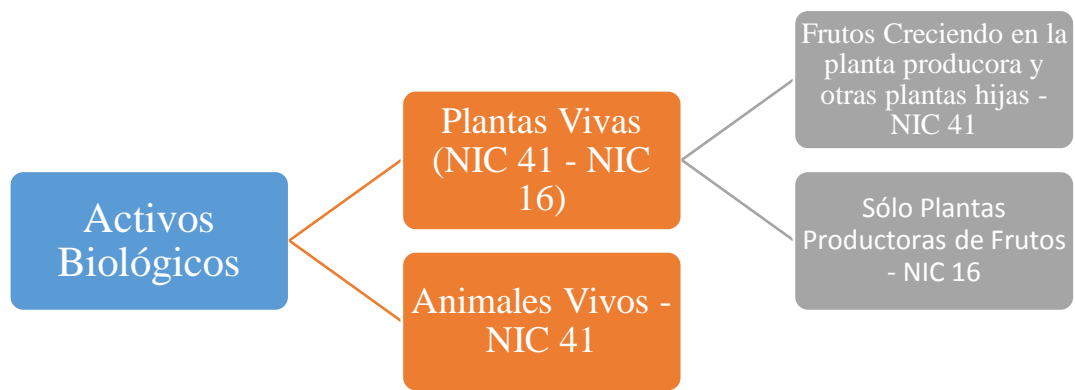 Activos
Biológicos
Plantas Vivas
(NIC 41 - NIC
16)
Animales Vivos -
NIC 41
Frutos Creciendo en la
planta producora y
otras plantas hijas -
NIC 41
Sólo Plantas
Productoras de Frutos
- NIC 16